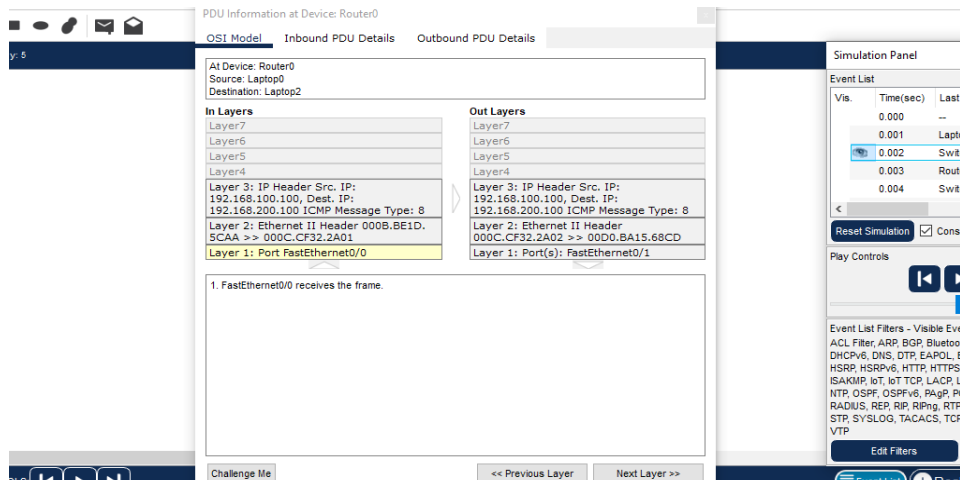 PDU Information at Device: Router0
OSI Model Inbound PDU Details Outbound PDU Details
y: 5
At Device: Router0
Source: Laptop0
Destination: Laptop2
In Layers
Layer7
Layer6
Layer5
Layer4
Layer 3: IP Header Src. IP:
192.168.100.100, Dest. IP:
192.168.200.100 ICMP Message Type: 8
Layer 2: Ethernet II Header 000B.BE1D.
5CAA >> 000C.CF32.2A01
Layer 1: Port FastEthernet0/0
Out Layers
Layer7
Layer6
Layer5
Layer4
Layer 3: IP Header Src. IP:
192.168.100.100, Dest. IP:
192.168.200.100 ICMP Message Type: 8
Layer 2: Ethernet II Header
000C.CF32.2A02 >> 00D0.BA15.68CD
Layer 1: Port(s): FastEthernet0/1
1. FastEthernet0/0 receives the frame.
Challenge Me << Previous Layer Next Layer >>
Simulation Panel
Event List
Vis. Time(sec) Last
0.000 --
0.001 Lapt
0.002 Swit
0.003 Rout
0.004 Swit
Reset Simulation Cons
Play Controls
Event List Filters - Visible Eve
ACL Filter, ARP, BGP, Bluetoo
DHCPv6, DNS, DTP, EAPOL, E
HSRP, HSRPv6, HTTP, HTTPS
ISAKMP, IoT, IoT TCP, LACP, L
NTP, OSPF, OSPFv6, PAgP, P
RADIUS, REP, RIP, RIPng, RTP
STP, SYSLOG, TACACS, TCP
VTP
Edit Filters
Event List